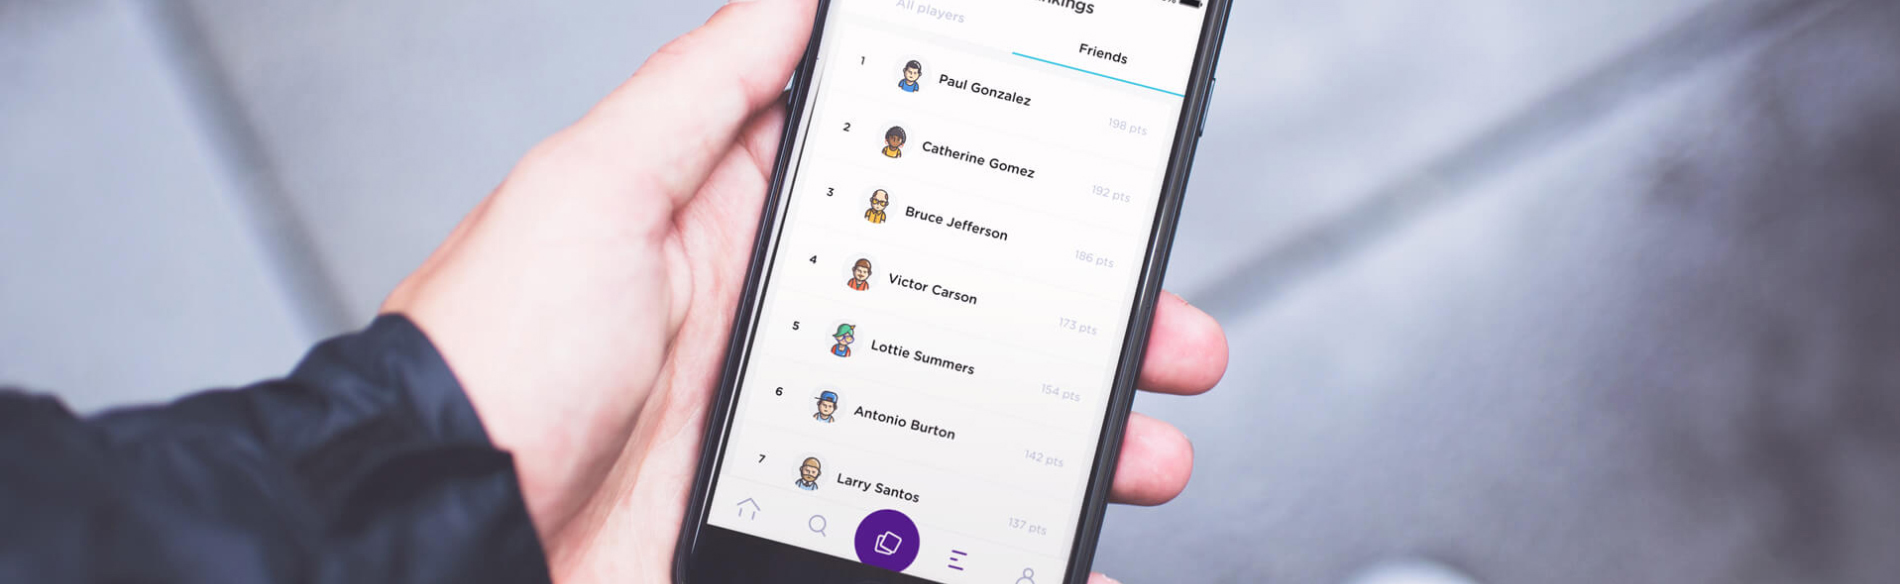 All players
Friends
1 Paul Gonzalez 198 pts
2 Catherine Gomez 192 pts
3 Bruce Jefferson 186 pts
4 Victor Carson 173 pts
5 Lottie Summers 154 pts
6 Antonio Burton 142 pts
7 Larry Santos 137 pts